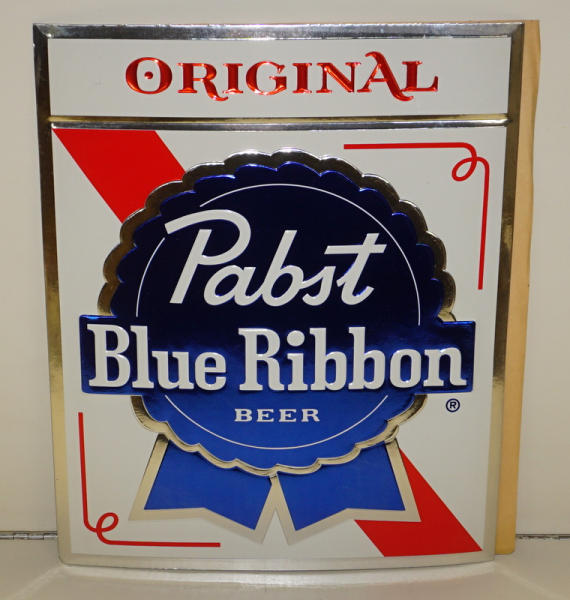 ORIGINAL
Pabst
Blue Ribbon
BEER
®